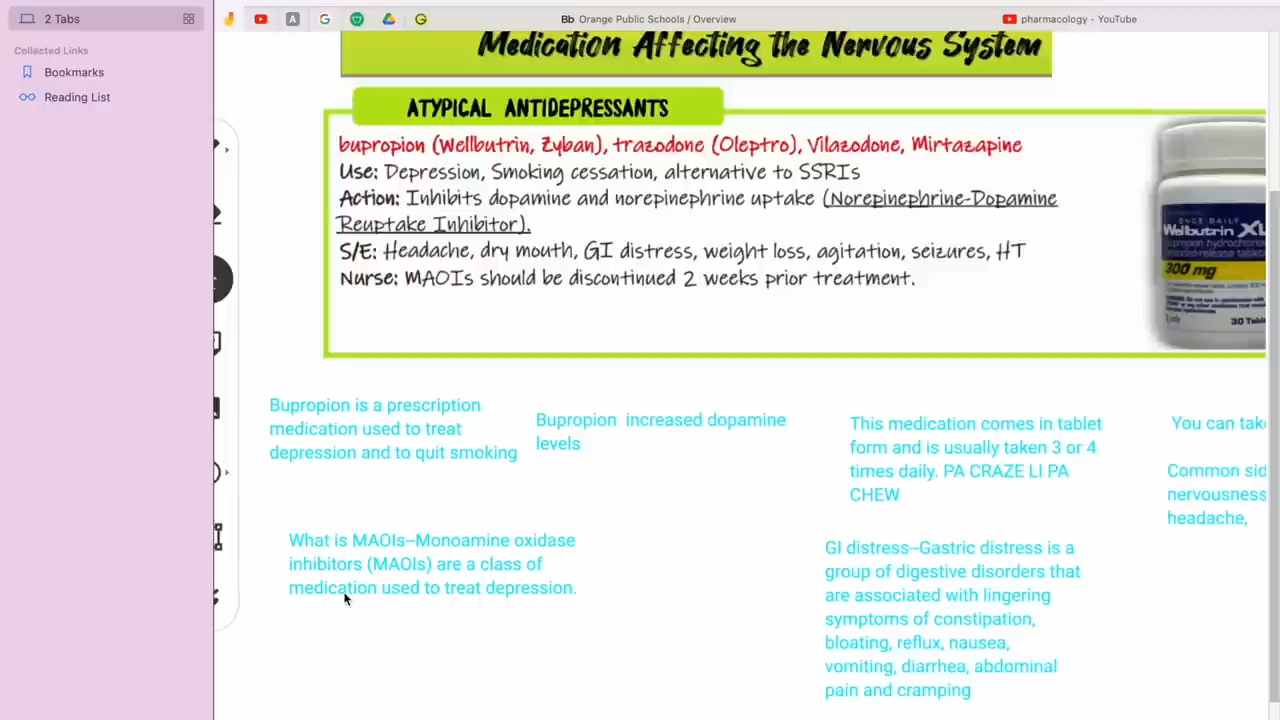 2 Tabs
Collected Links
Bookmarks
Reading List
Bb Orange Public Schools / Overview
pharmacology - YouTube
Medication Affecting the Nervous System
ATYPICAL ANTIDEPRESSANTS
bupropion (Wellbutrin, Zyban), trazodone (Oleptro), Vilazodone, Mirtazapine
Use: Depression, Smoking cessation, alternative to SSRIs
Action: Inhibits dopamine and norepinephrine uptake (Norepinephrine-Dopamine
Reuptake Inhibitor).
S/E: Headache, dry mouth, GI distress, weight loss, agitation, seizures, HT
Nurse: MAOIs should be discontinued 2 weeks prior treatment.
ONCE-DAILY
Wellbutrin XL
300 mg
Bupropion is a prescription
medication used to treat
depression and to quit smoking
Bupropion increased dopamine
levels
This medication comes in tablet
form and is usually taken 3 or 4
times daily. PA CRAZE LI PA
CHEW
You can take
Common sid
nervousness
headache,
What is MAOIs–Monoamine oxidase
inhibitors (MAOIs) are a class of
medication used to treat depression.
GI distress–Gastric distress is a
group of digestive disorders that
are associated with lingering
symptoms of constipation,
bloating, reflux, nausea,
vomiting, diarrhea, abdominal
pain and cramping